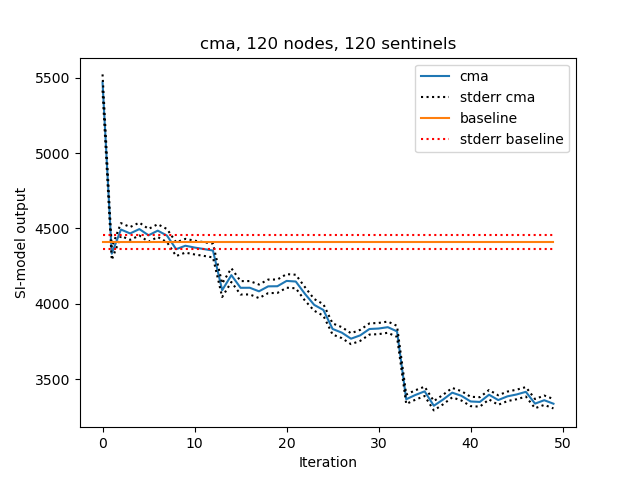 cma, 120 nodes, 120 sentinels
cma
stderr cma
baseline
stderr baseline
5500
5000
4500
4000
3500
SI-model output
0 10 20 30 40 50
Iteration